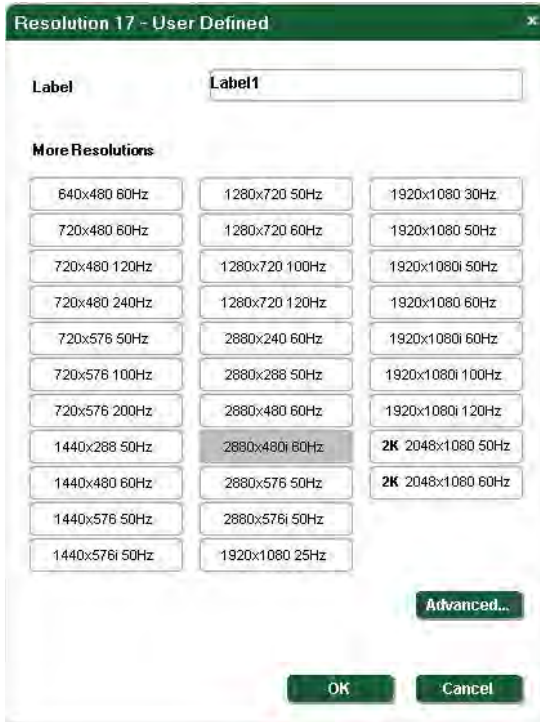 Resolution 17 - User Defined x
Label Label1
More Resolutions
640x480 60Hz 1280x720 50Hz 1920x1080 30Hz
720x480 60Hz 1280x720 60Hz 1920x1080 50Hz
720x480 120Hz 1280x720 100Hz 1920x1080i 50Hz
720x480 240Hz 1280x720 120Hz 1920x1080 60Hz
720x576 50Hz 2880x240 60Hz 1920x1080i 60Hz
720x576 100Hz 2880x288 50Hz 1920x1080i 100Hz
720x576 200Hz 2880x480 60Hz 1920x1080i 120Hz
1440x288 50Hz 2880x480i 60Hz 2K 2048x1080 50Hz
1440x480 60Hz 2880x576 50Hz 2K 2048x1080 60Hz
1440x576 50Hz 2880x576i 50Hz
1440x576i 50Hz 1920x1080 25Hz
Advanced...
OK Cancel